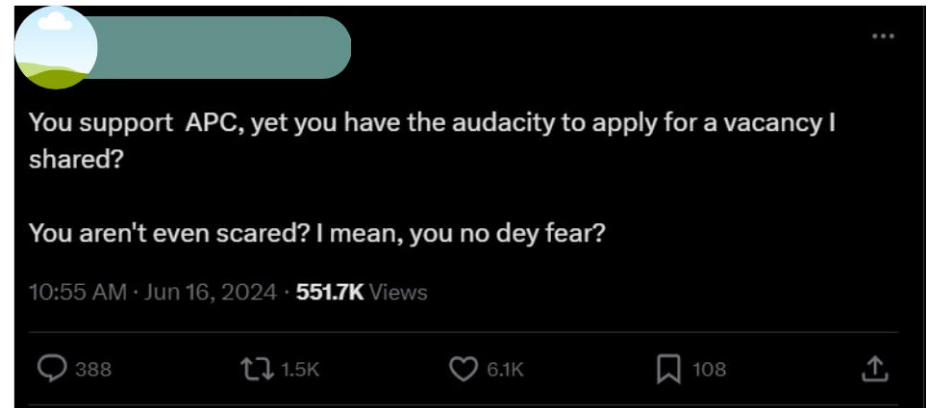 You support  APC, yet you have the audacity to apply for a vacancy I
shared?
You aren't even scared? I mean, you no dey fear?
10:55 AM · Jun 16, 2024 · 551.7K Views
388 1.5K 6.1K 108